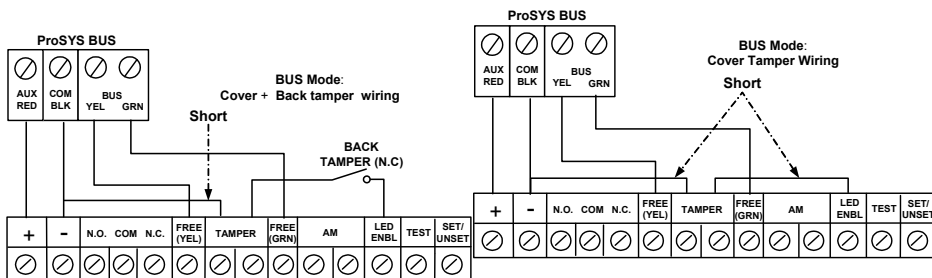 ProSYS BUS
AUX RED
COM BLK
BUS
YEL GRN
BUS Mode:
Cover + Back tamper wiring
Short
BACK
TAMPER (N.C)
+ - N.O. COM N.C. FREE (YEL) TAMPER FREE (GRN) AM LED ENBL TEST SET/ UNSET
ProSYS BUS
AUX RED
COM BLK
BUS
YEL GRN
BUS Mode:
Cover Tamper Wiring
Short
+ - N.O. COM N.C. FREE (YEL) TAMPER FREE (GRN) AM LED ENBL TEST SET/ UNSET